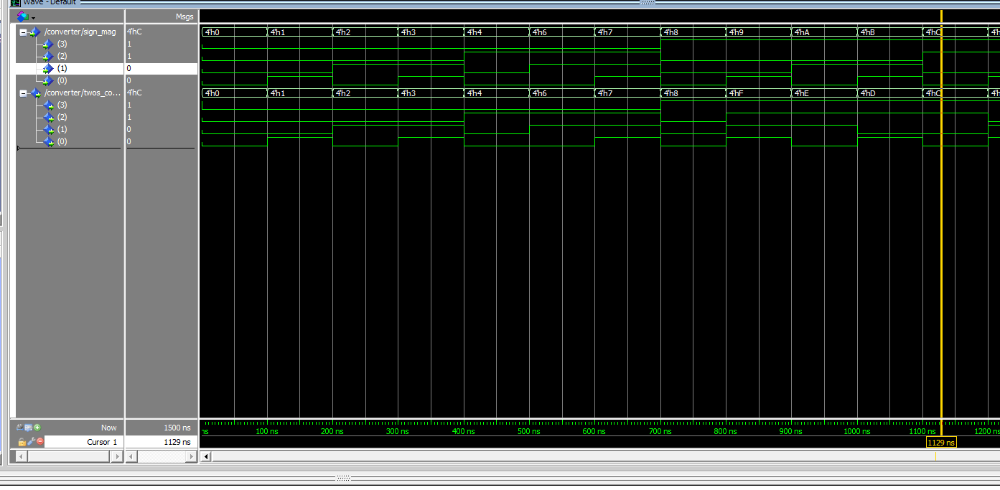 Wave - Default
Msgs
/converter/sign_mag 4'hC 4'h0 4'h1 4'h2 4'h3 4'h4 4'h6 4'h7 4'h8 4'h9 4'hA 4'hB 4'hC
(3) 1
(2) 1
(1) 0
(0) 0
/converter/twos_co... 4'hC 4'h0 4'h1 4'h2 4'h3 4'h4 4'h6 4'h7 4'h8 4'hF 4'hE 4'hD 4'hC
(3) 1
(2) 1
(1) 0
(0) 0
Now 1500 ns ns 100 ns 200 ns 300 ns 400 ns 500 ns 600 ns 700 ns 800 ns 900 ns 1000 ns 1100 ns 1200 ns
Cursor 1 1129 ns 1129 ns